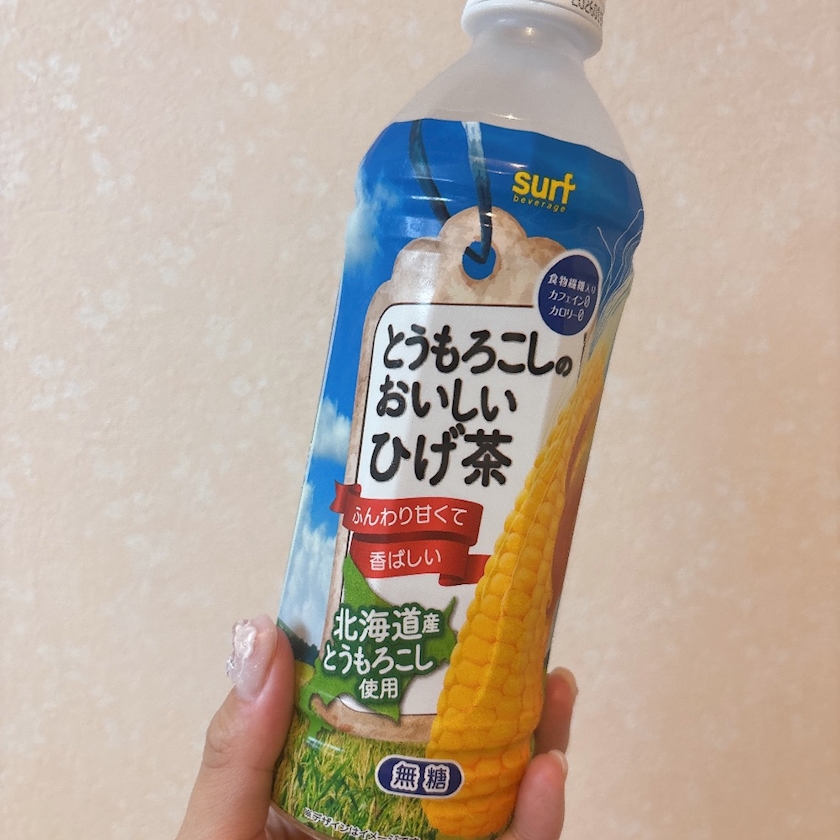 surf
beverage
食物繊維入り
カフェイン0
カロリー0
とうもろこしの
おいしい
ひげ茶
ふんわり甘くて
香ばしい
北海道産
とうもろこし
使用
無糖